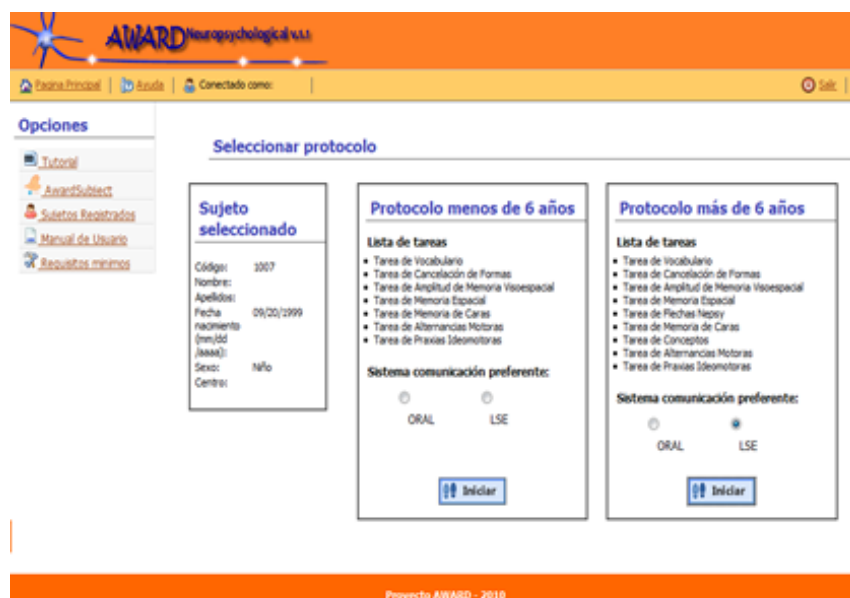 AWARD Neuropsychological v.1.1
Pagina Principal | Ayuda | Conectado como: |
Salir |
Opciones
Tutorial
AwardSubject
Sujetos Registrados
Manual de Usuario
Requisitos minimos
Seleccionar protocolo
Sujeto
seleccionado
Código: 1007
Nombre:
Apellidos:
Fecha 09/20/1999
nacimiento
(mm/dd
/aaaa):
Sexo: Niño
Centro:
Protocolo menos de 6 años
Lista de tareas
Tarea de Vocabulario
Tarea de Cancelación de Formas
Tarea de Amplitud de Memoria Visoespacial
Tarea de Memoria Espacial
Tarea de Memoria de Caras
Tarea de Alternancias Motoras
Tarea de Praxias Ideomotoras
Sistema comunicación preferente:
ORAL LSE
Iniciar
Protocolo más de 6 años
Lista de tareas
Tarea de Vocabulario
Tarea de Cancelación de Formas
Tarea de Amplitud de Memoria Visoespacial
Tarea de Memoria Espacial
Tarea de Flechas Nepsy
Tarea de Memoria de Caras
Tarea de Conceptos
Tarea de Alternancias Motoras
Tarea de Praxias Ideomotoras
Sistema comunicación preferente:
ORAL LSE
Iniciar
Proyecto AWARD - 2010